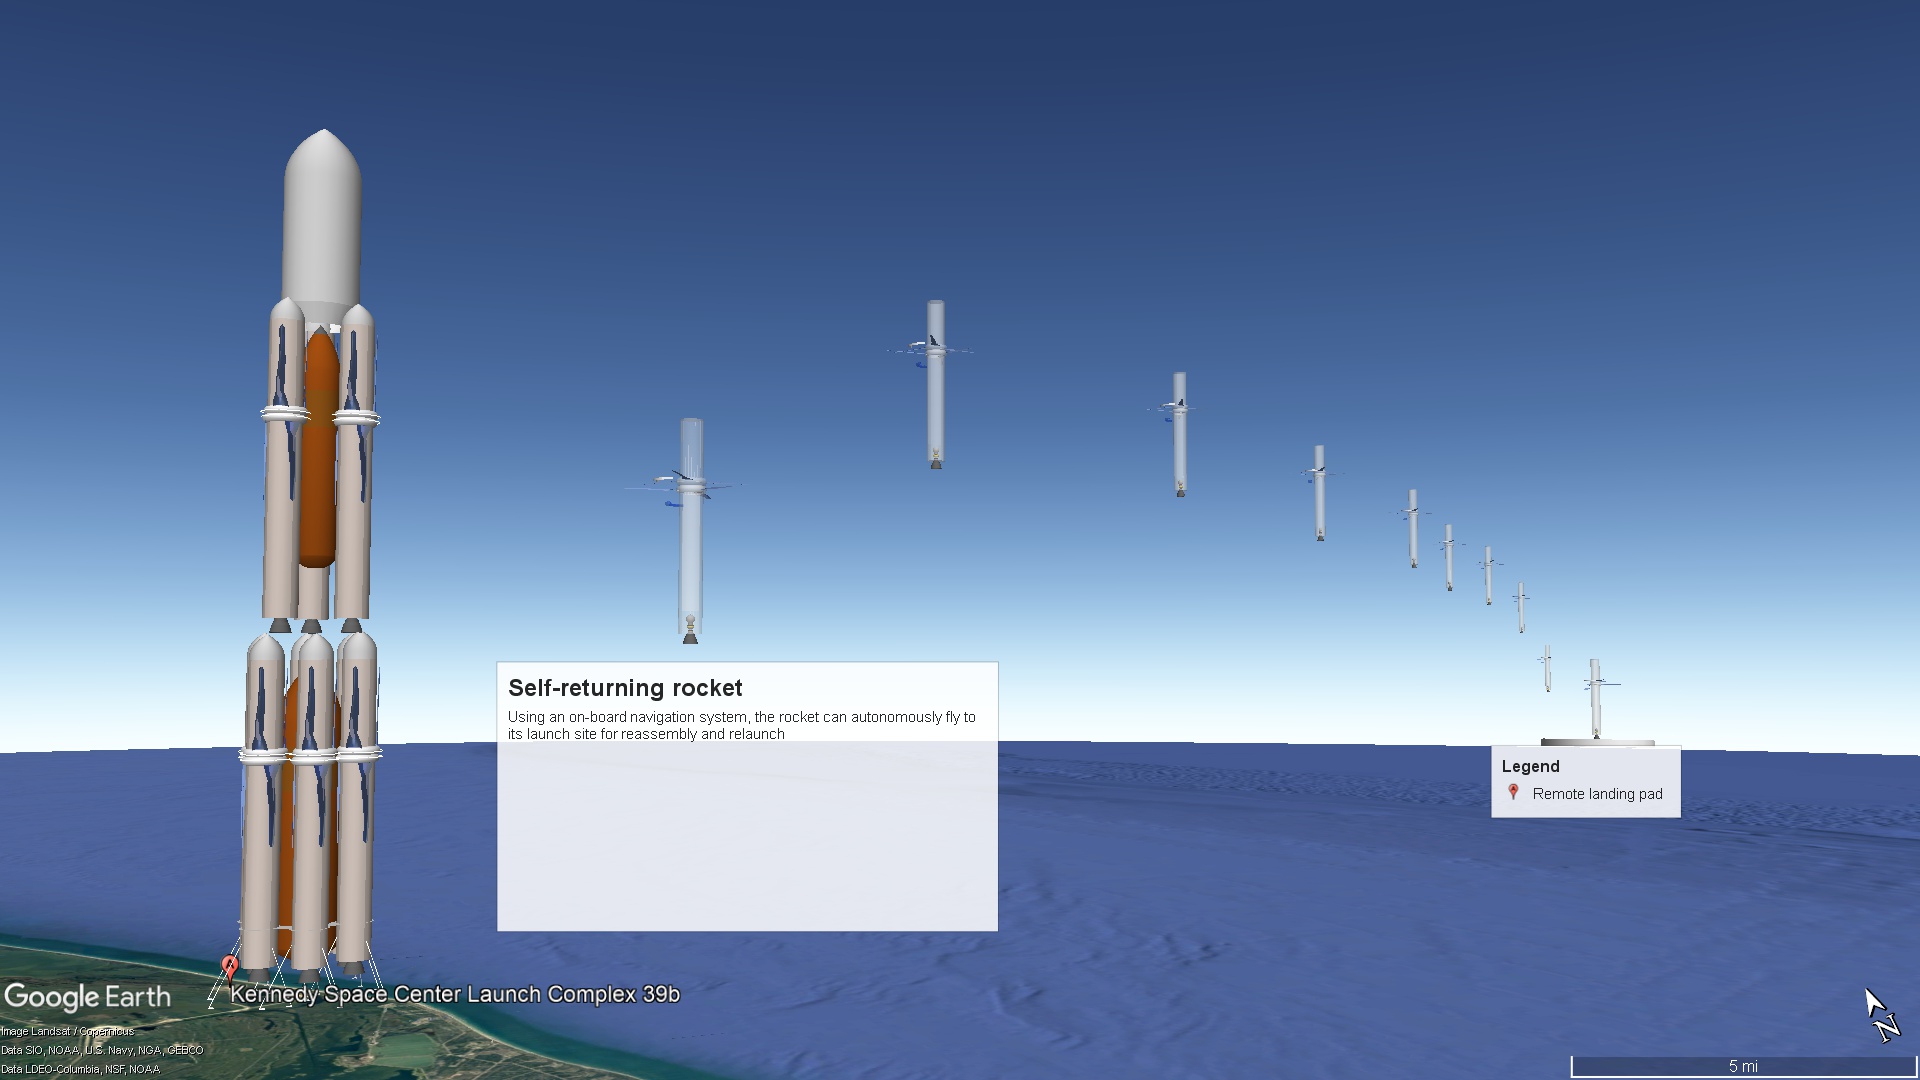 Self-returning rocket
Using an on-board navigation system, the rocket can autonomously fly to
its launch site for reassembly and relaunch
Legend
Remote landing pad
Kennedy Space Center Launch Complex 39b
Google Earth
Image Landsat / Copernicus
Data SIO, NOAA, U.S. Navy, NGA, GEBCO
Data LDEO-Columbia, NSF, NOAA
N
5 mi